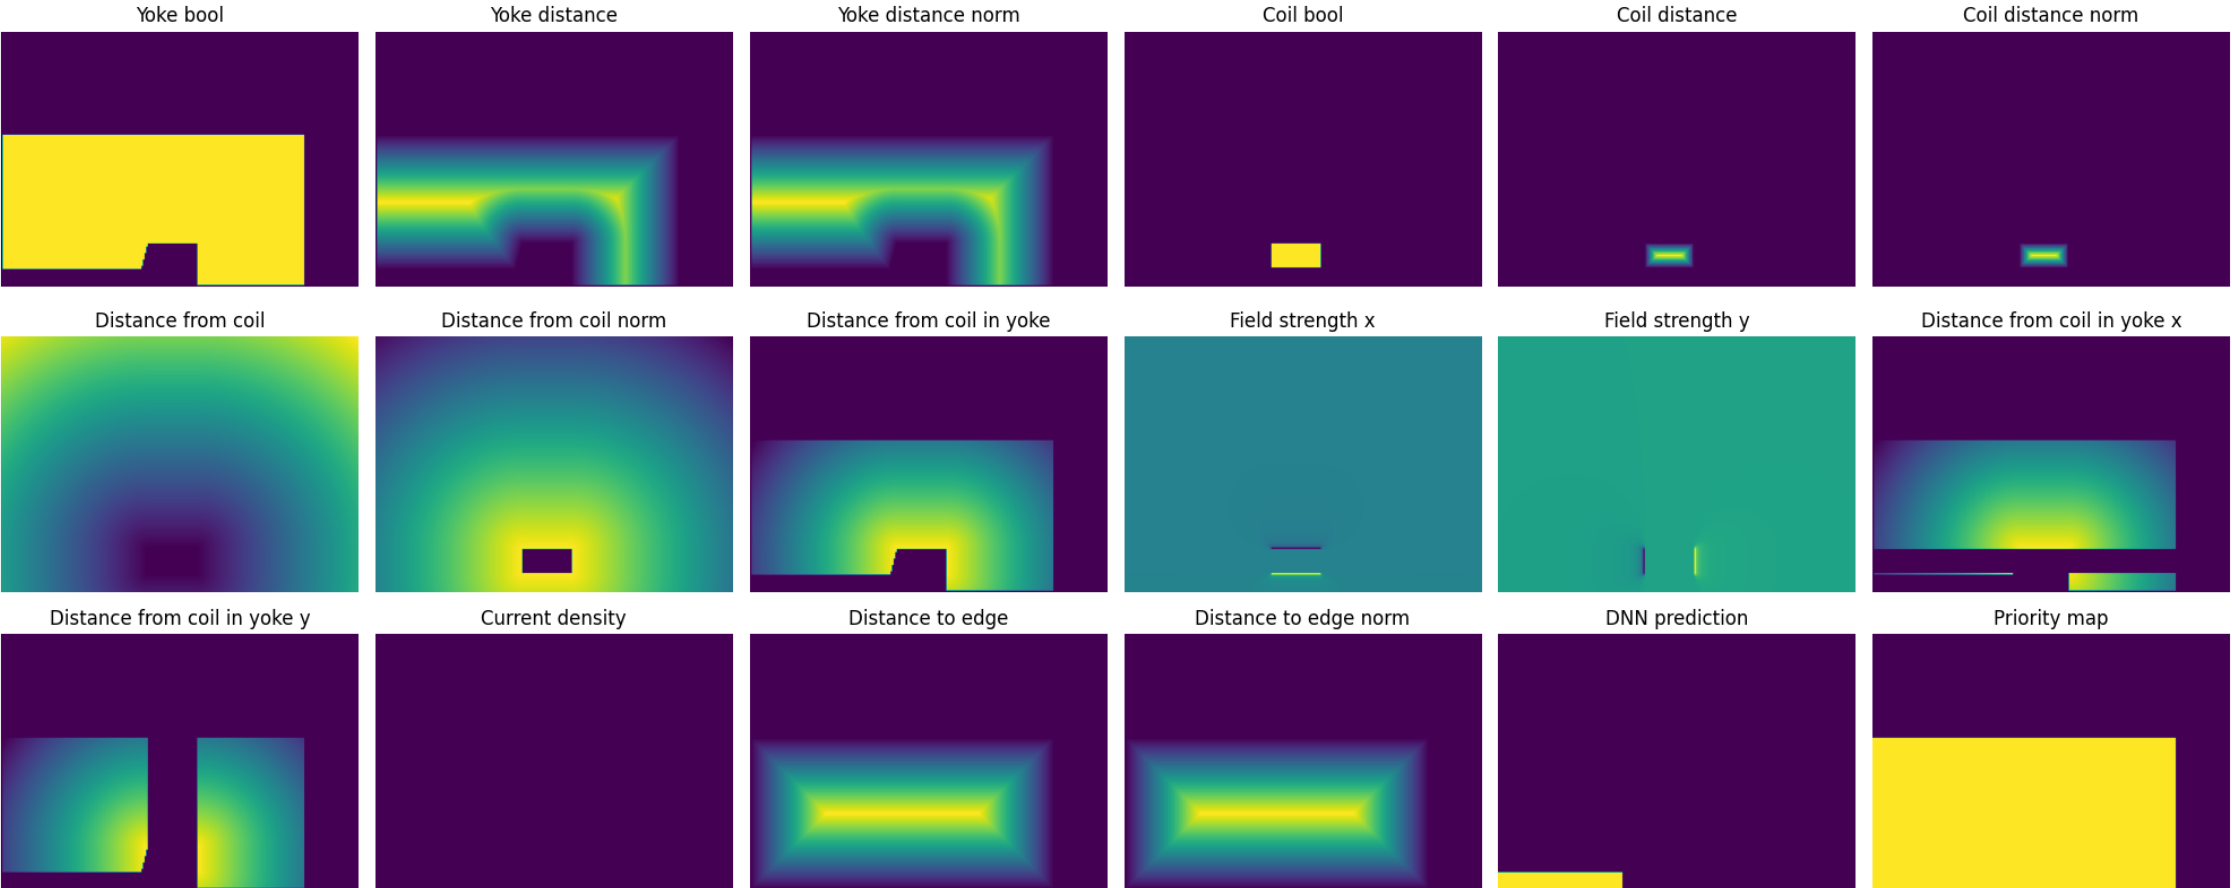 Yoke bool
Yoke distance
Yoke distance norm
Coil bool
Coil distance
Coil distance norm
Distance from coil
Distance from coil norm
Distance from coil in yoke
Field strength x
Field strength y
Distance from coil in yoke x
Distance from coil in yoke y
Current density
Distance to edge
Distance to edge norm
DNN prediction
Priority map